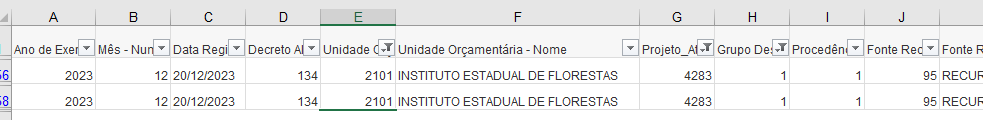 A B C D E F G H I J
Ano de Exer Mês - Num Data Regi Decreto Al Unidade O Unidade Orçamentária - Nome Projeto_At Grupo Des Procedênc Fonte Rec Fonte R
56 2023 12 20/12/2023 134 2101 INSTITUTO ESTADUAL DE FLORESTAS 4283 1 1 95 RECUR
58 2023 12 20/12/2023 134 2101 INSTITUTO ESTADUAL DE FLORESTAS 4283 1 1 95 RECUR